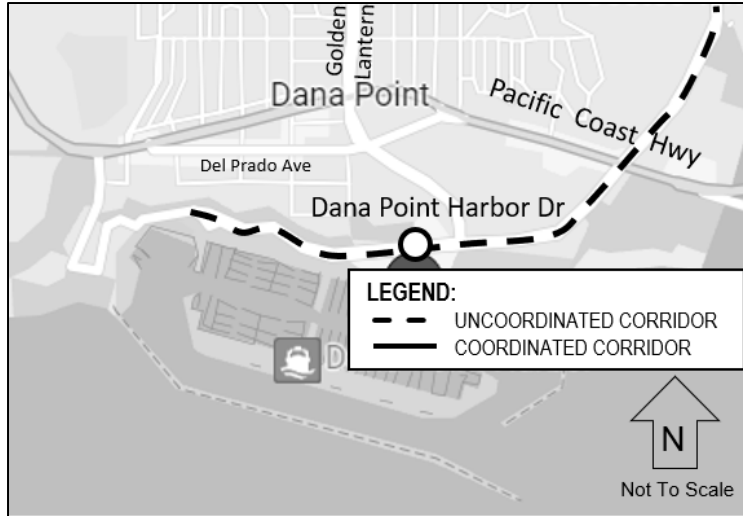 Golden
Lantern
Dana Point
Pacific Coast Hwy
Del Prado Ave
Dana Point Harbor Dr
LEGEND:
UNCOORDINATED CORRIDOR
COORDINATED CORRIDOR
D
N
Not To Scale